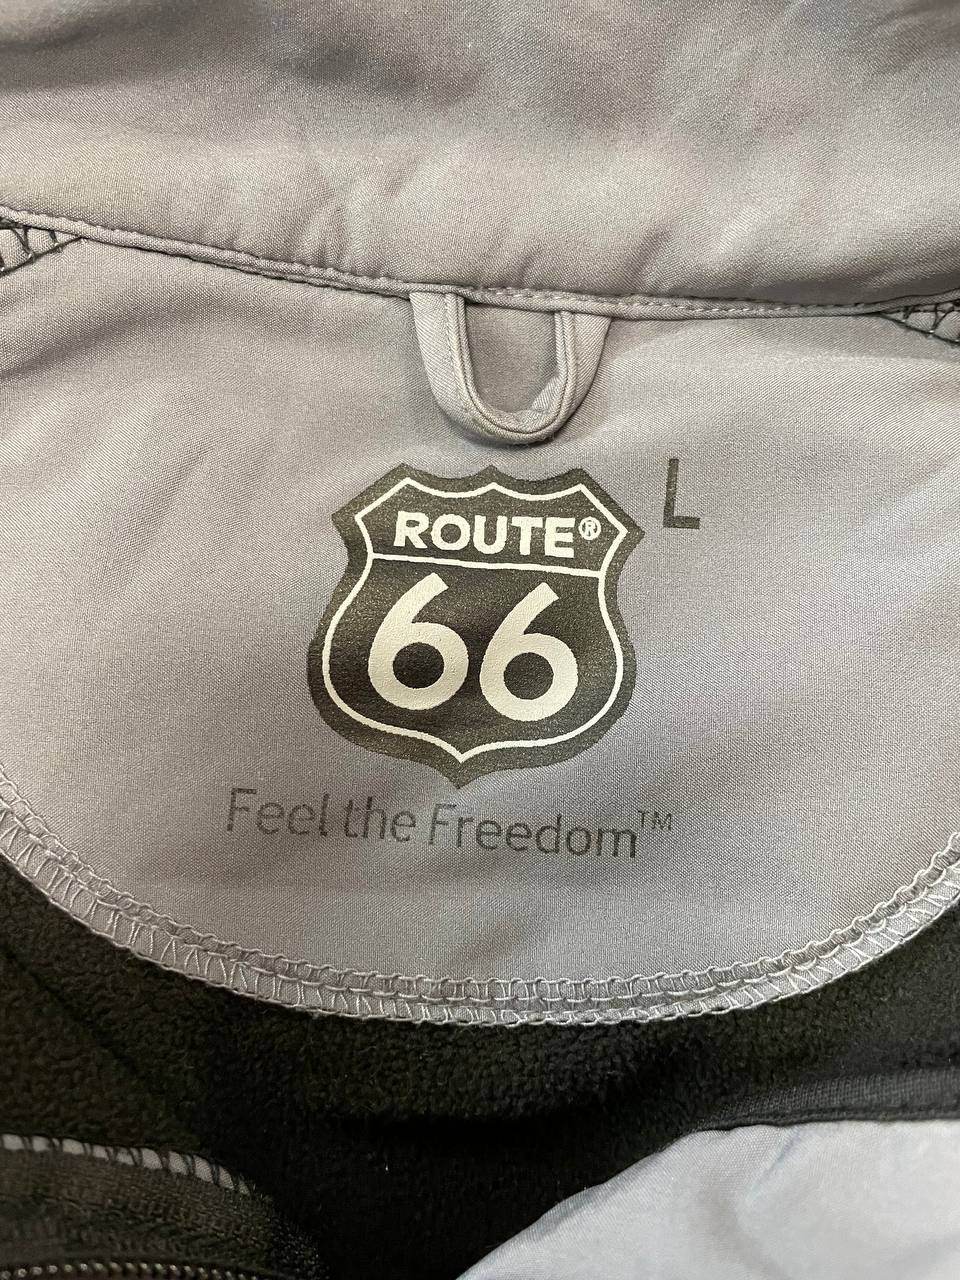 L
ROUTE®
66
Feel the Freedom™